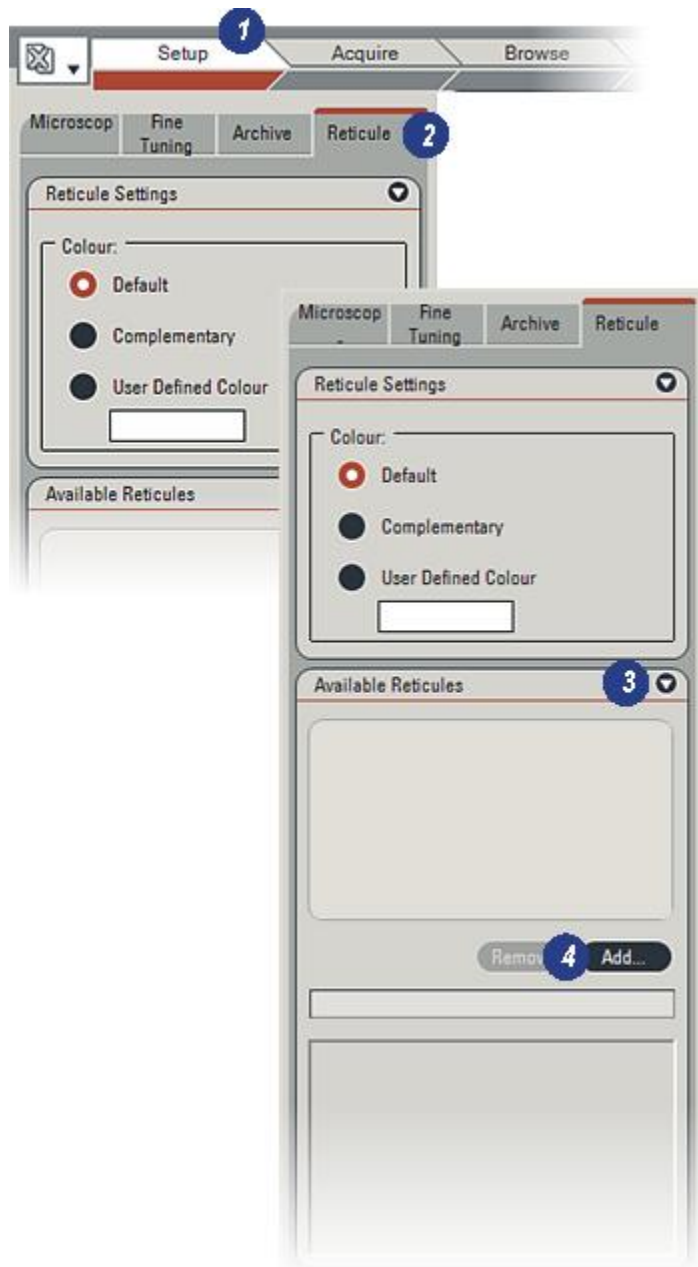 1
Setup
Acquire
Browse
Microscop
Fine
Tuning
Archive
Reticule
2
Reticule Settings
Colour:
Default
Complementary
User Defined Colour
Available Reticules
Microscop
Fine
Tuning
Archive
Reticule
Reticule Settings
Colour:
Default
Complementary
User Defined Colour
Available Reticules
3
Remov
4
Add...